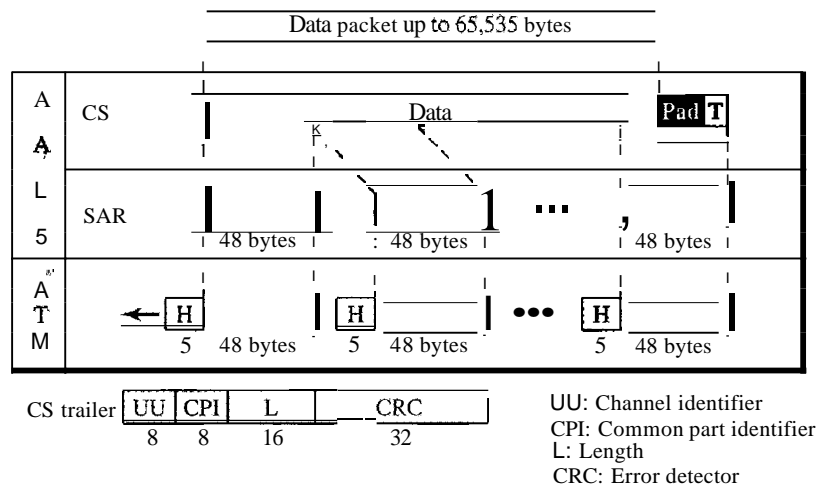 Data packet up to 65,535 bytes
A
A
L
5
CS
Data
Pad T
SAR
48 bytes
48 bytes
...
48 bytes
A
T
M
H
H
...
H
5 48 bytes 5 48 bytes 5 48 bytes
CS trailer UU CPI L CRC
8 8 16 32
UU: Channel identifier
CPI: Common part identifier
L: Length
CRC: Error detector